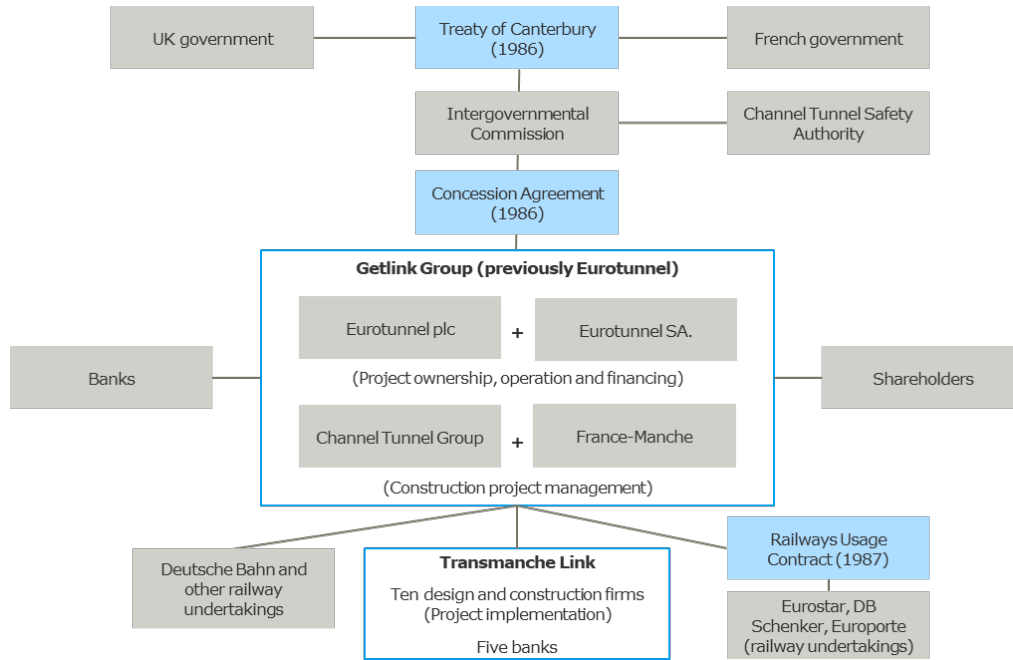 UK government
Treaty of Canterbury
(1986)
French government
Intergovernmental
Commission
Channel Tunnel Safety
Authority
Concession Agreement
(1986)
Getlink Group (previously Eurotunnel)
Eurotunnel plc
+
Eurotunnel SA.
(Project ownership, operation and financing)
Banks
Shareholders
Channel Tunnel Group
+
France-Manche
(Construction project management)
Deutsche Bahn and
other railway
undertakings
Transmanche Link
Ten design and construction firms
(Project implementation)
Five banks
Railways Usage
Contract (1987)
Eurostar, DB
Schenker, Europorte
(railway undertakings)